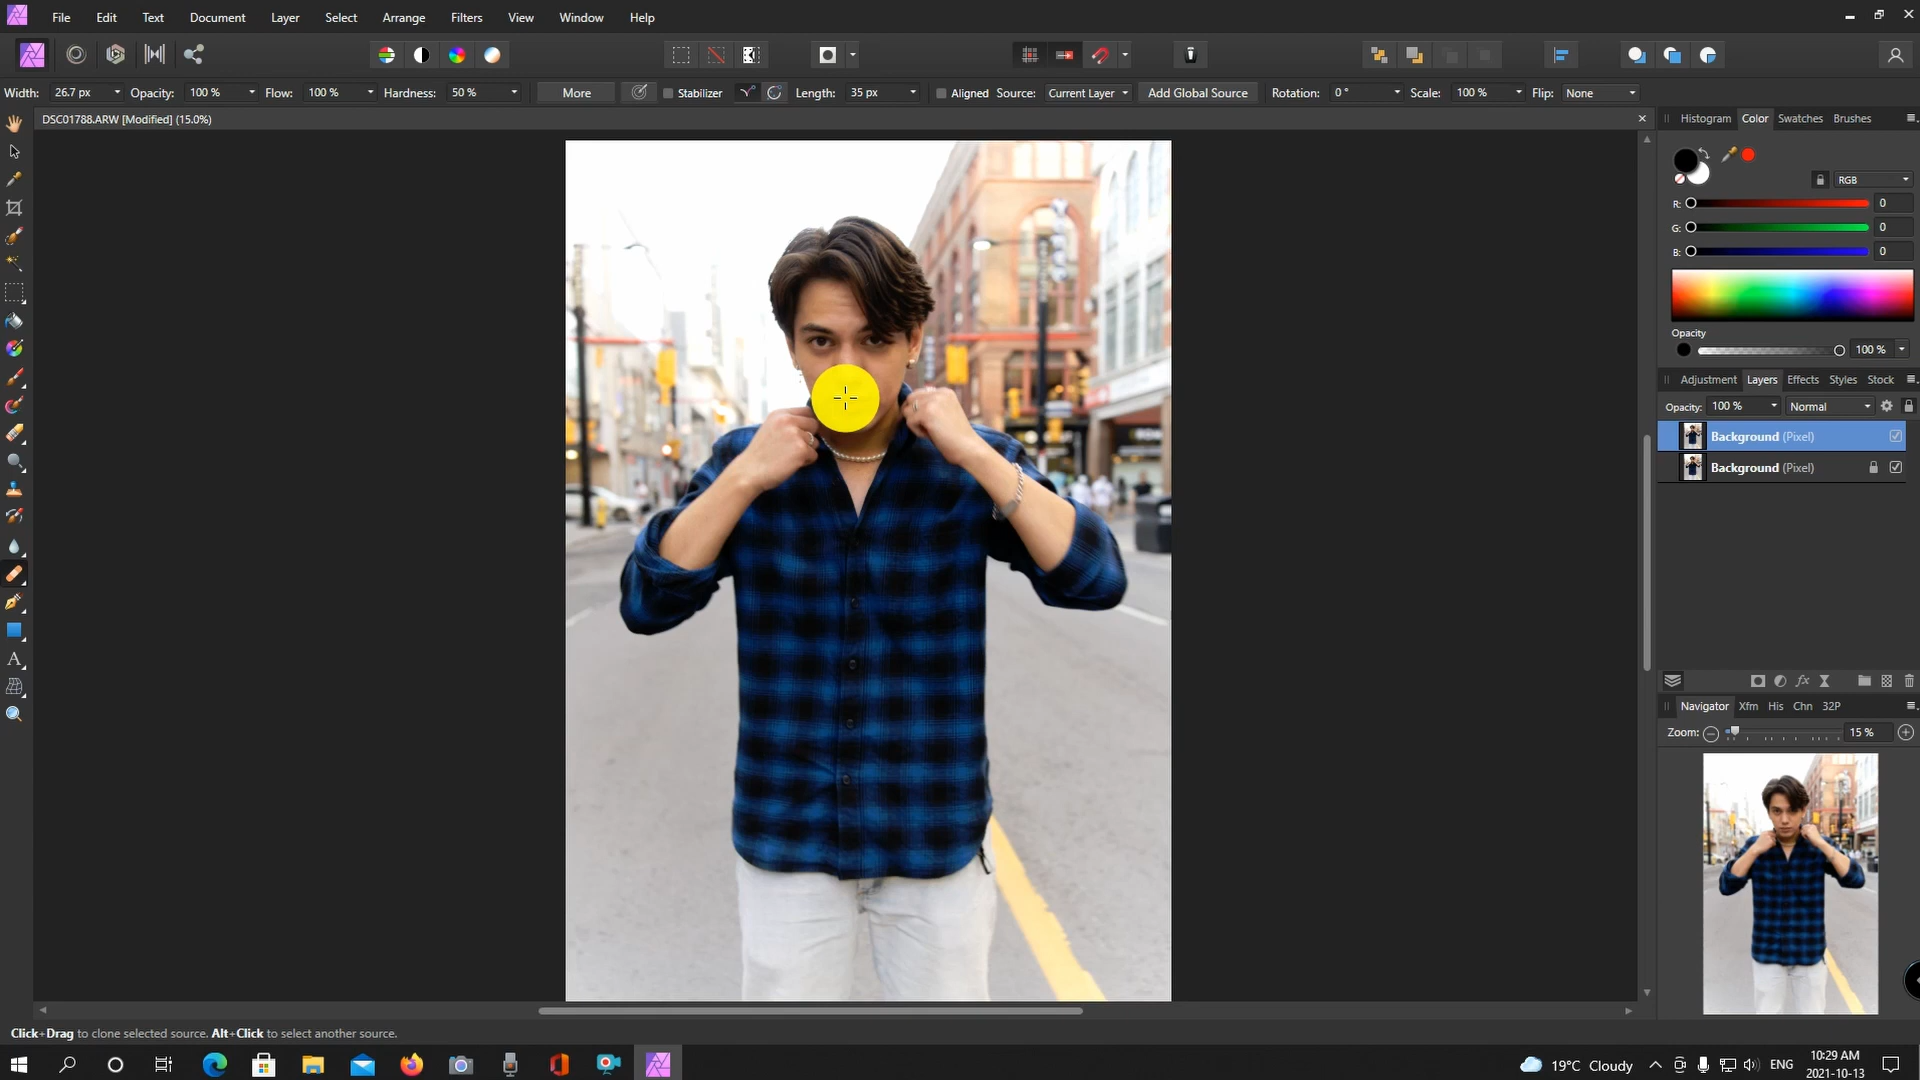 File Edit Text Document Layer Select Arrange Filters View Window Help
Width: 26.7 px Opacity: 100 % Flow: 100 % Hardness: 50 % More Stabilizer Length: 35 px Aligned Source: Current Layer Add Global Source Rotation: 0 ° Scale: 100 % Flip: None
DSC01788.ARW [Modified] (15.0%)
Histogram Color Swatches Brushes
RGB
R: 0
G: 0
B: 0
Opacity
100 %
Adjustment Layers Effects Styles Stock
Opacity: 100 % Normal
Background (Pixel)
Background (Pixel)
fx
Navigator Xfm His Chn 32P
Zoom: 15 %
Click+Drag to clone selected source. Alt+Click to select another source.
19°C Cloudy ENG 10:29 AM
2021-10-13